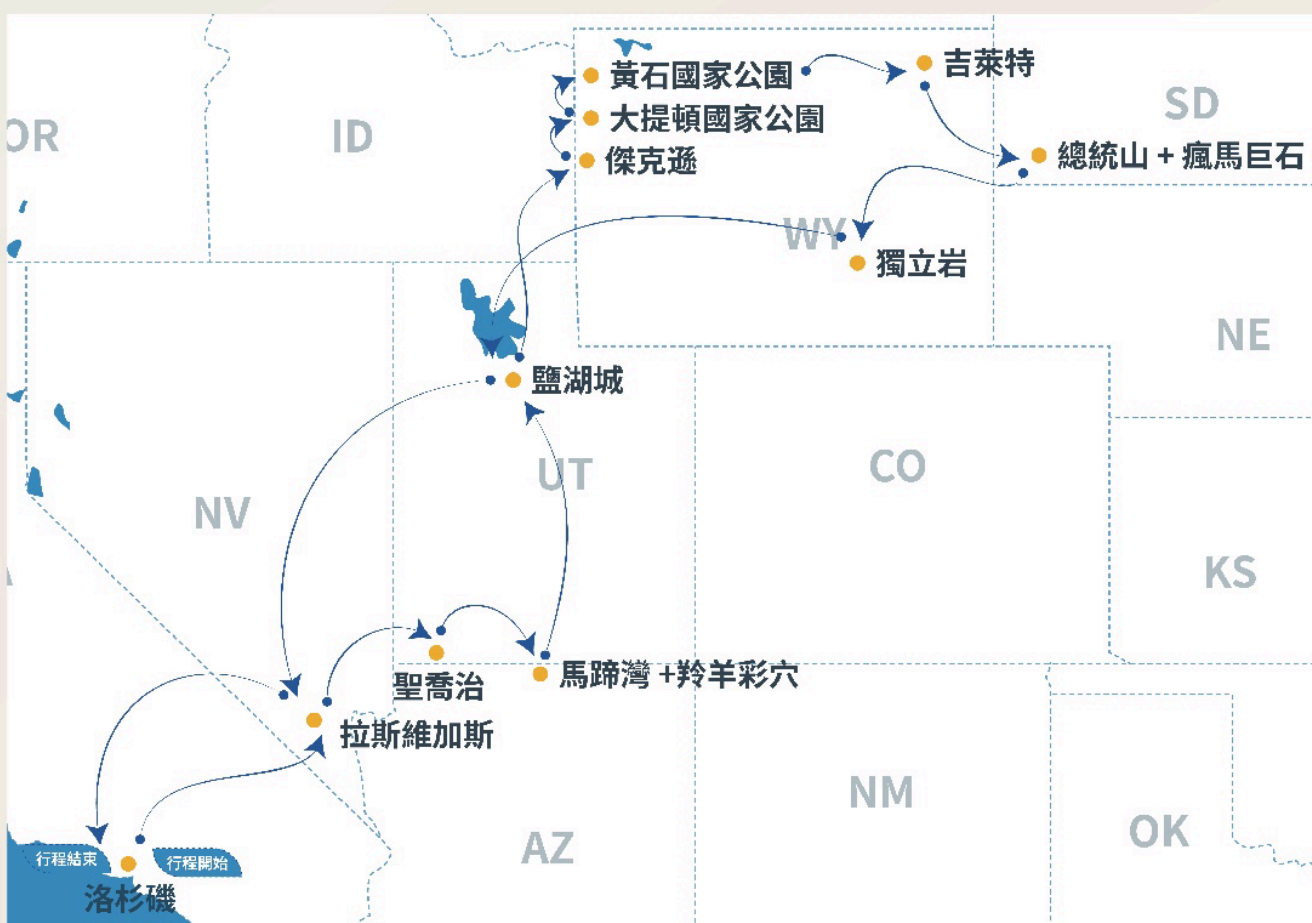 黃石國家公園
吉萊特
大提頓國家公園
SD
OR
ID
傑克遜
總統山 + 瘋馬巨石
WY
獨立岩
NE
鹽湖城
UT
CO
NV
KS
聖喬治
馬蹄灣 +羚羊彩穴
拉斯維加斯
NM
OK
AZ
行程結束
行程開始
洛杉磯